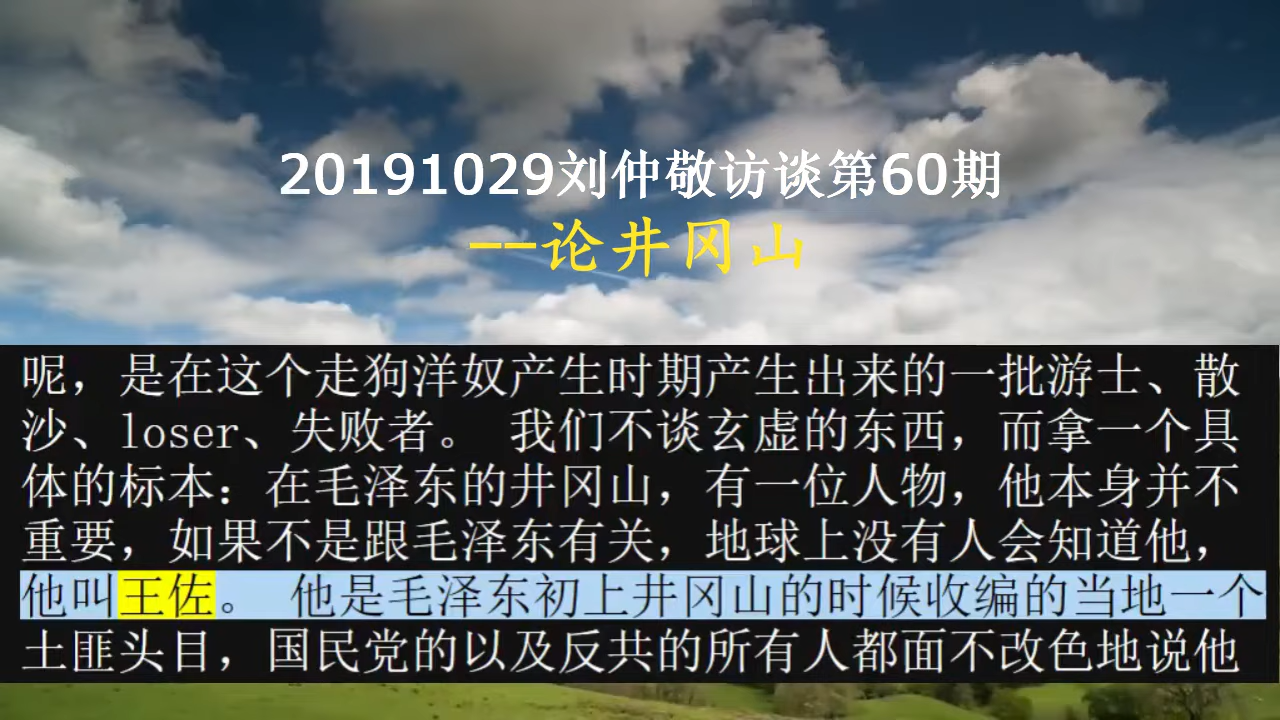 20191029刘仲敬访谈第60期
--论井冈山
呢，是在这个走狗洋奴产生时期产生出来的一批游士、散
沙、loser、失败者。 我们不谈玄虚的东西，而拿一个具
体的标本：在毛泽东的井冈山，有一位人物，他本身并不
重要，如果不是跟毛泽东有关，地球上没有人会知道他，
他叫王佐。 他是毛泽东初上井冈山的时候收编的当地一个
土匪头目，国民党的以及反共的所有人都面不改色地说他